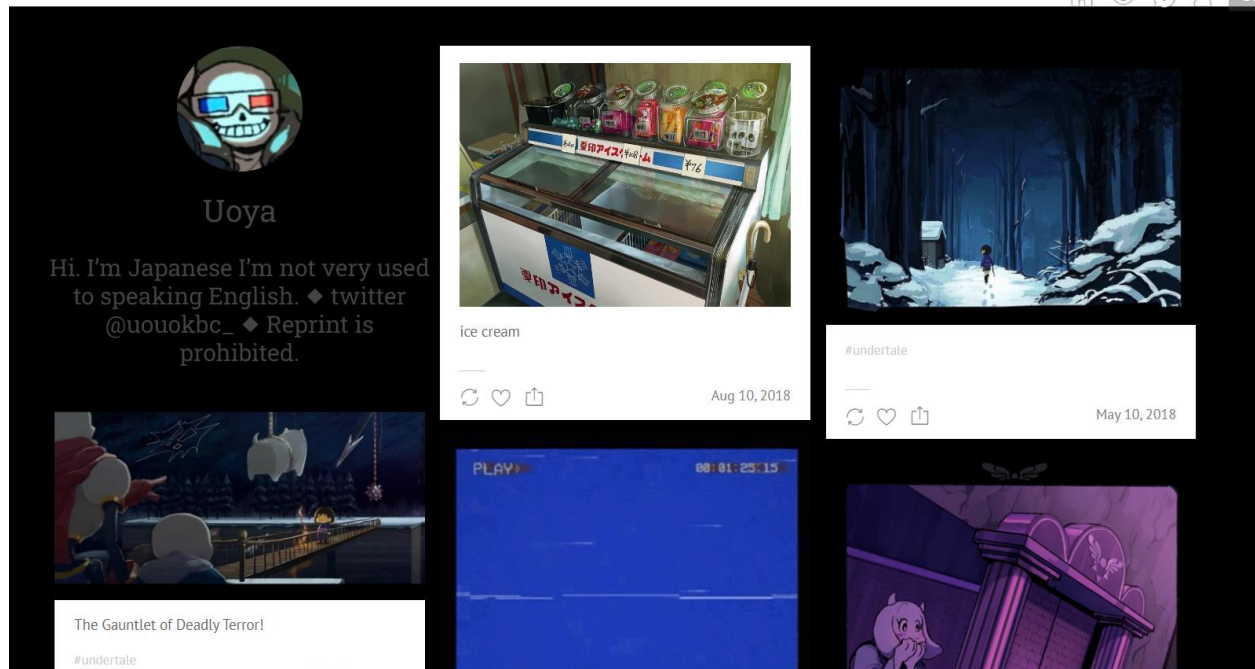 Uoya
Hi. I'm Japanese I'm not very used
to speaking English. ◆ twitter
@uouokbc_ ◆ Reprint is
prohibited.
The Gauntlet of Deadly Terror!
#undertale
¥76
ice cream
Aug 10, 2018
PLAY
00:01:25:15
#undertale
May 10, 2018